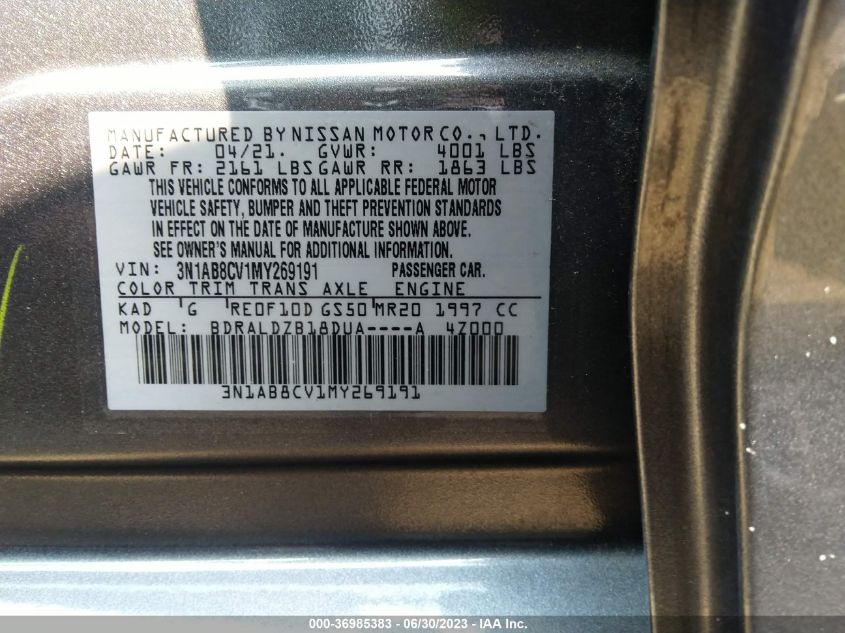 MANUFACTURED BY NISSAN MOTOR CO., LTD.
DATE: 04/21. GVWR: 4001 LBS
GAWR FR: 2161 LBS GAWR RR: 1863 LBS
THIS VEHICLE CONFORMS TO ALL APPLICABLE FEDERAL MOTOR
VEHICLE SAFETY, BUMPER AND THEFT PREVENTION STANDARDS
IN EFFECT ON THE DATE OF MANUFACTURE SHOWN ABOVE.
SEE OWNER'S MANUAL FOR ADDITIONAL INFORMATION.
VIN: 3N1AB8CV1MY269191 PASSENGER CAR.
COLOR TRIM TRANS AXLE ENGINE
KAD G RE0F10D GS50 MR20 1997 CC
MODEL: BDRALDZB18DUA----A 4Z000
3N1AB8CV1MY269191
000-36985383 - 06/30/2023 - IAA Inc.